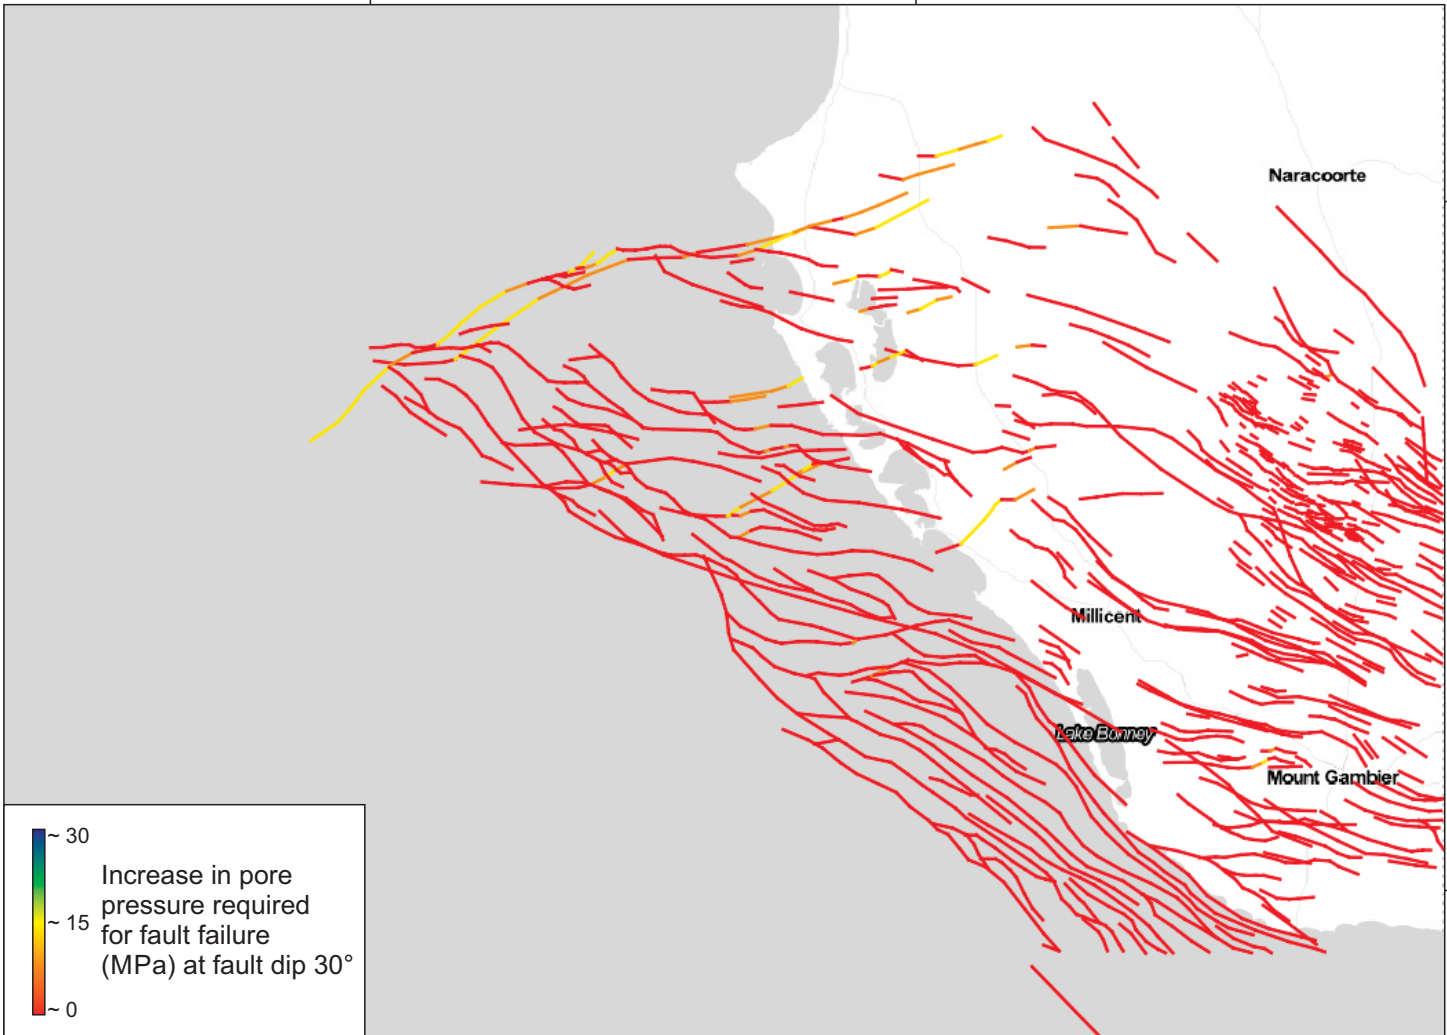 Naracoorte
Millicent
Lake Bonney
Mount Gambier
~ 30
~ 15
~ 0
Increase in pore
pressure required
for fault failure
(MPa) at fault dip 30°